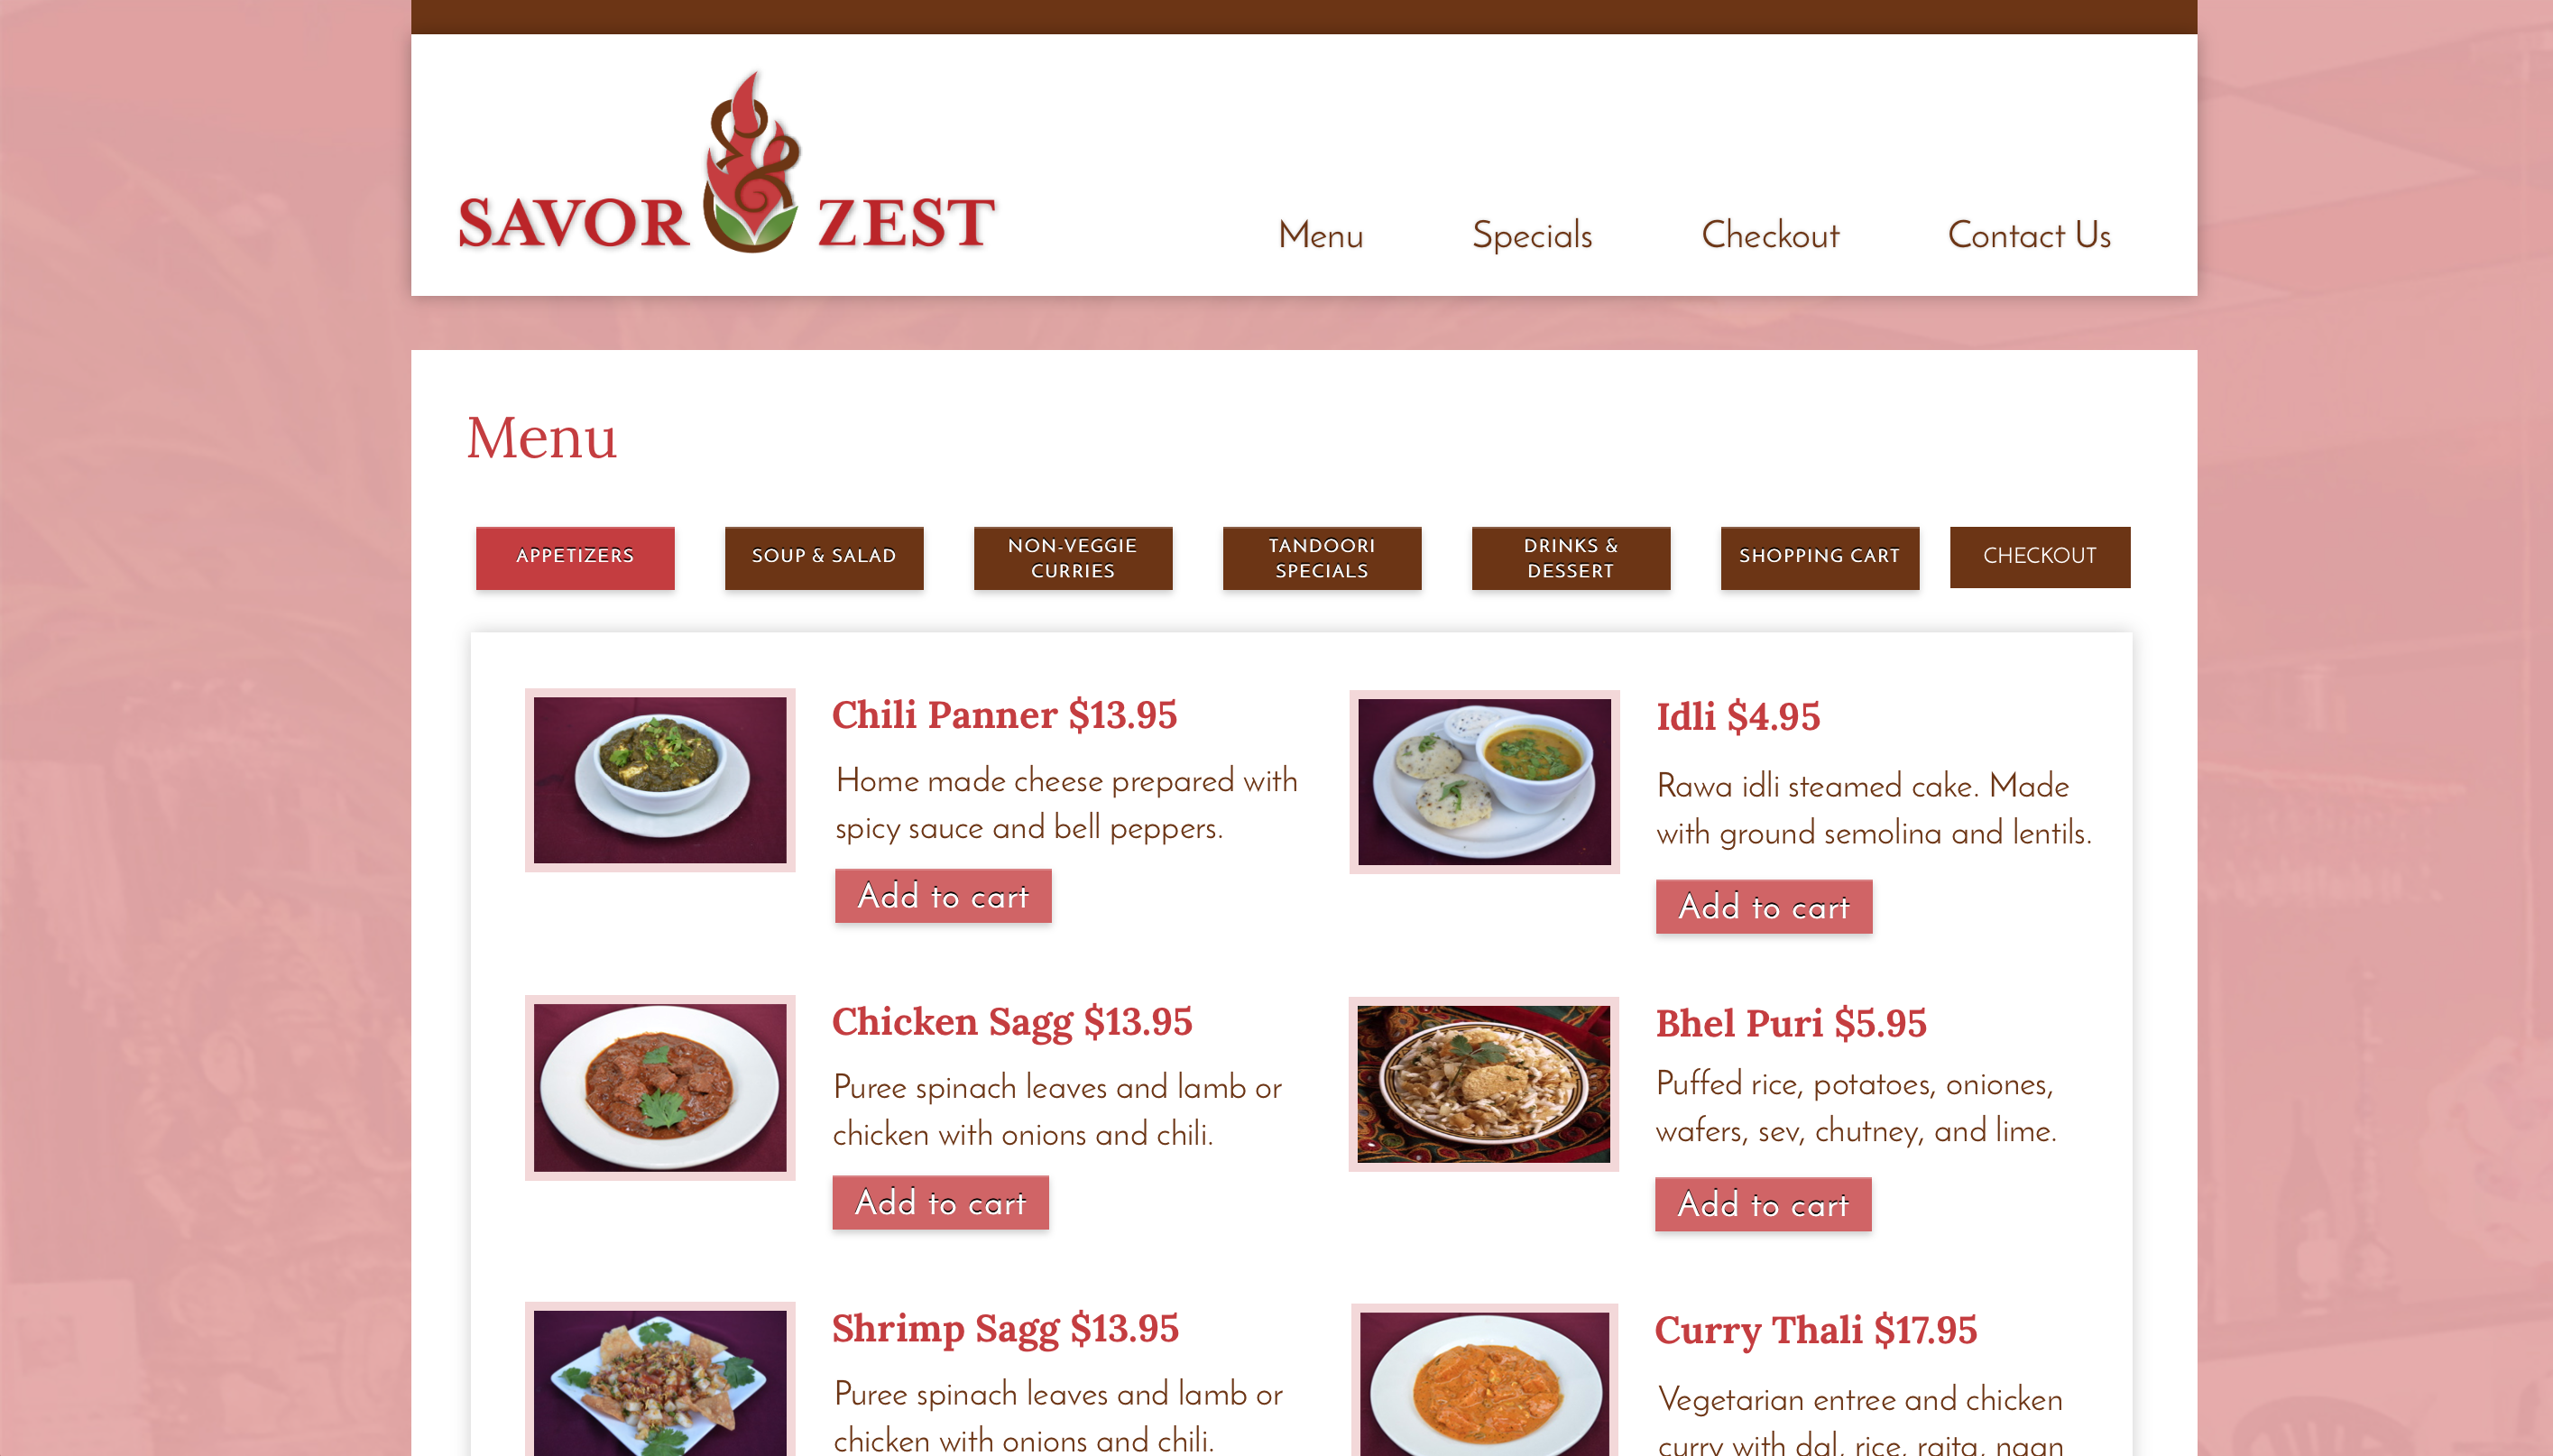 SAVOR ZEST
Menu
Specials
Checkout
Contact Us
Menu
APPETIZERS
SOUP & SALAD
NON-VEGGIE
CURRIES
TANDOORI
SPECIALS
DRINKS &
DESSERT
SHOPPING CART
CHECKOUT
Chili Panner $13.95
Home made cheese prepared with
spicy sauce and bell peppers.
Add to cart
Idli $4.95
Rawa idli steamed cake. Made
with ground semolina and lentils.
Add to cart
Chicken Sagg $13.95
Puree spinach leaves and lamb or
chicken with onions and chili.
Add to cart
Bhel Puri $5.95
Puffed rice, potatoes, oniones,
wafers, sev, chutney, and lime.
Add to cart
Shrimp Sagg $13.95
Puree spinach leaves and lamb or
chicken with onions and chili.
Curry Thali $17.95
Vegetarian entree and chicken
curry with dal, rice, raita, naan